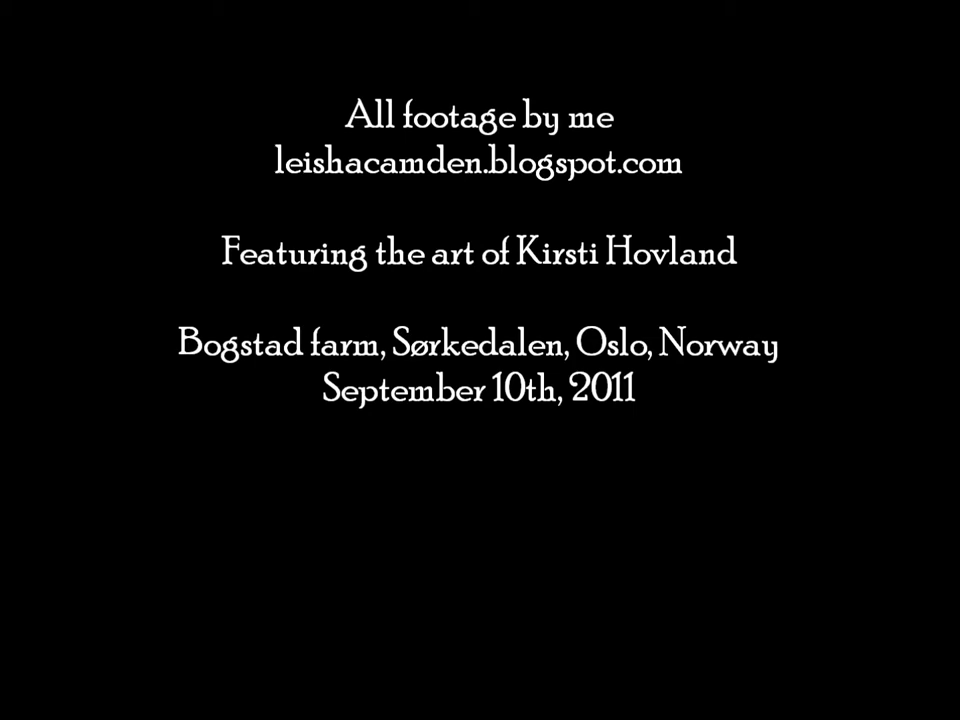 All footage by me
leishacamden.blogspot.com
Featuring the art of Kirsti Hovland
Bogstad farm, Sørkedalen, Oslo, Norway
September 10th, 2011